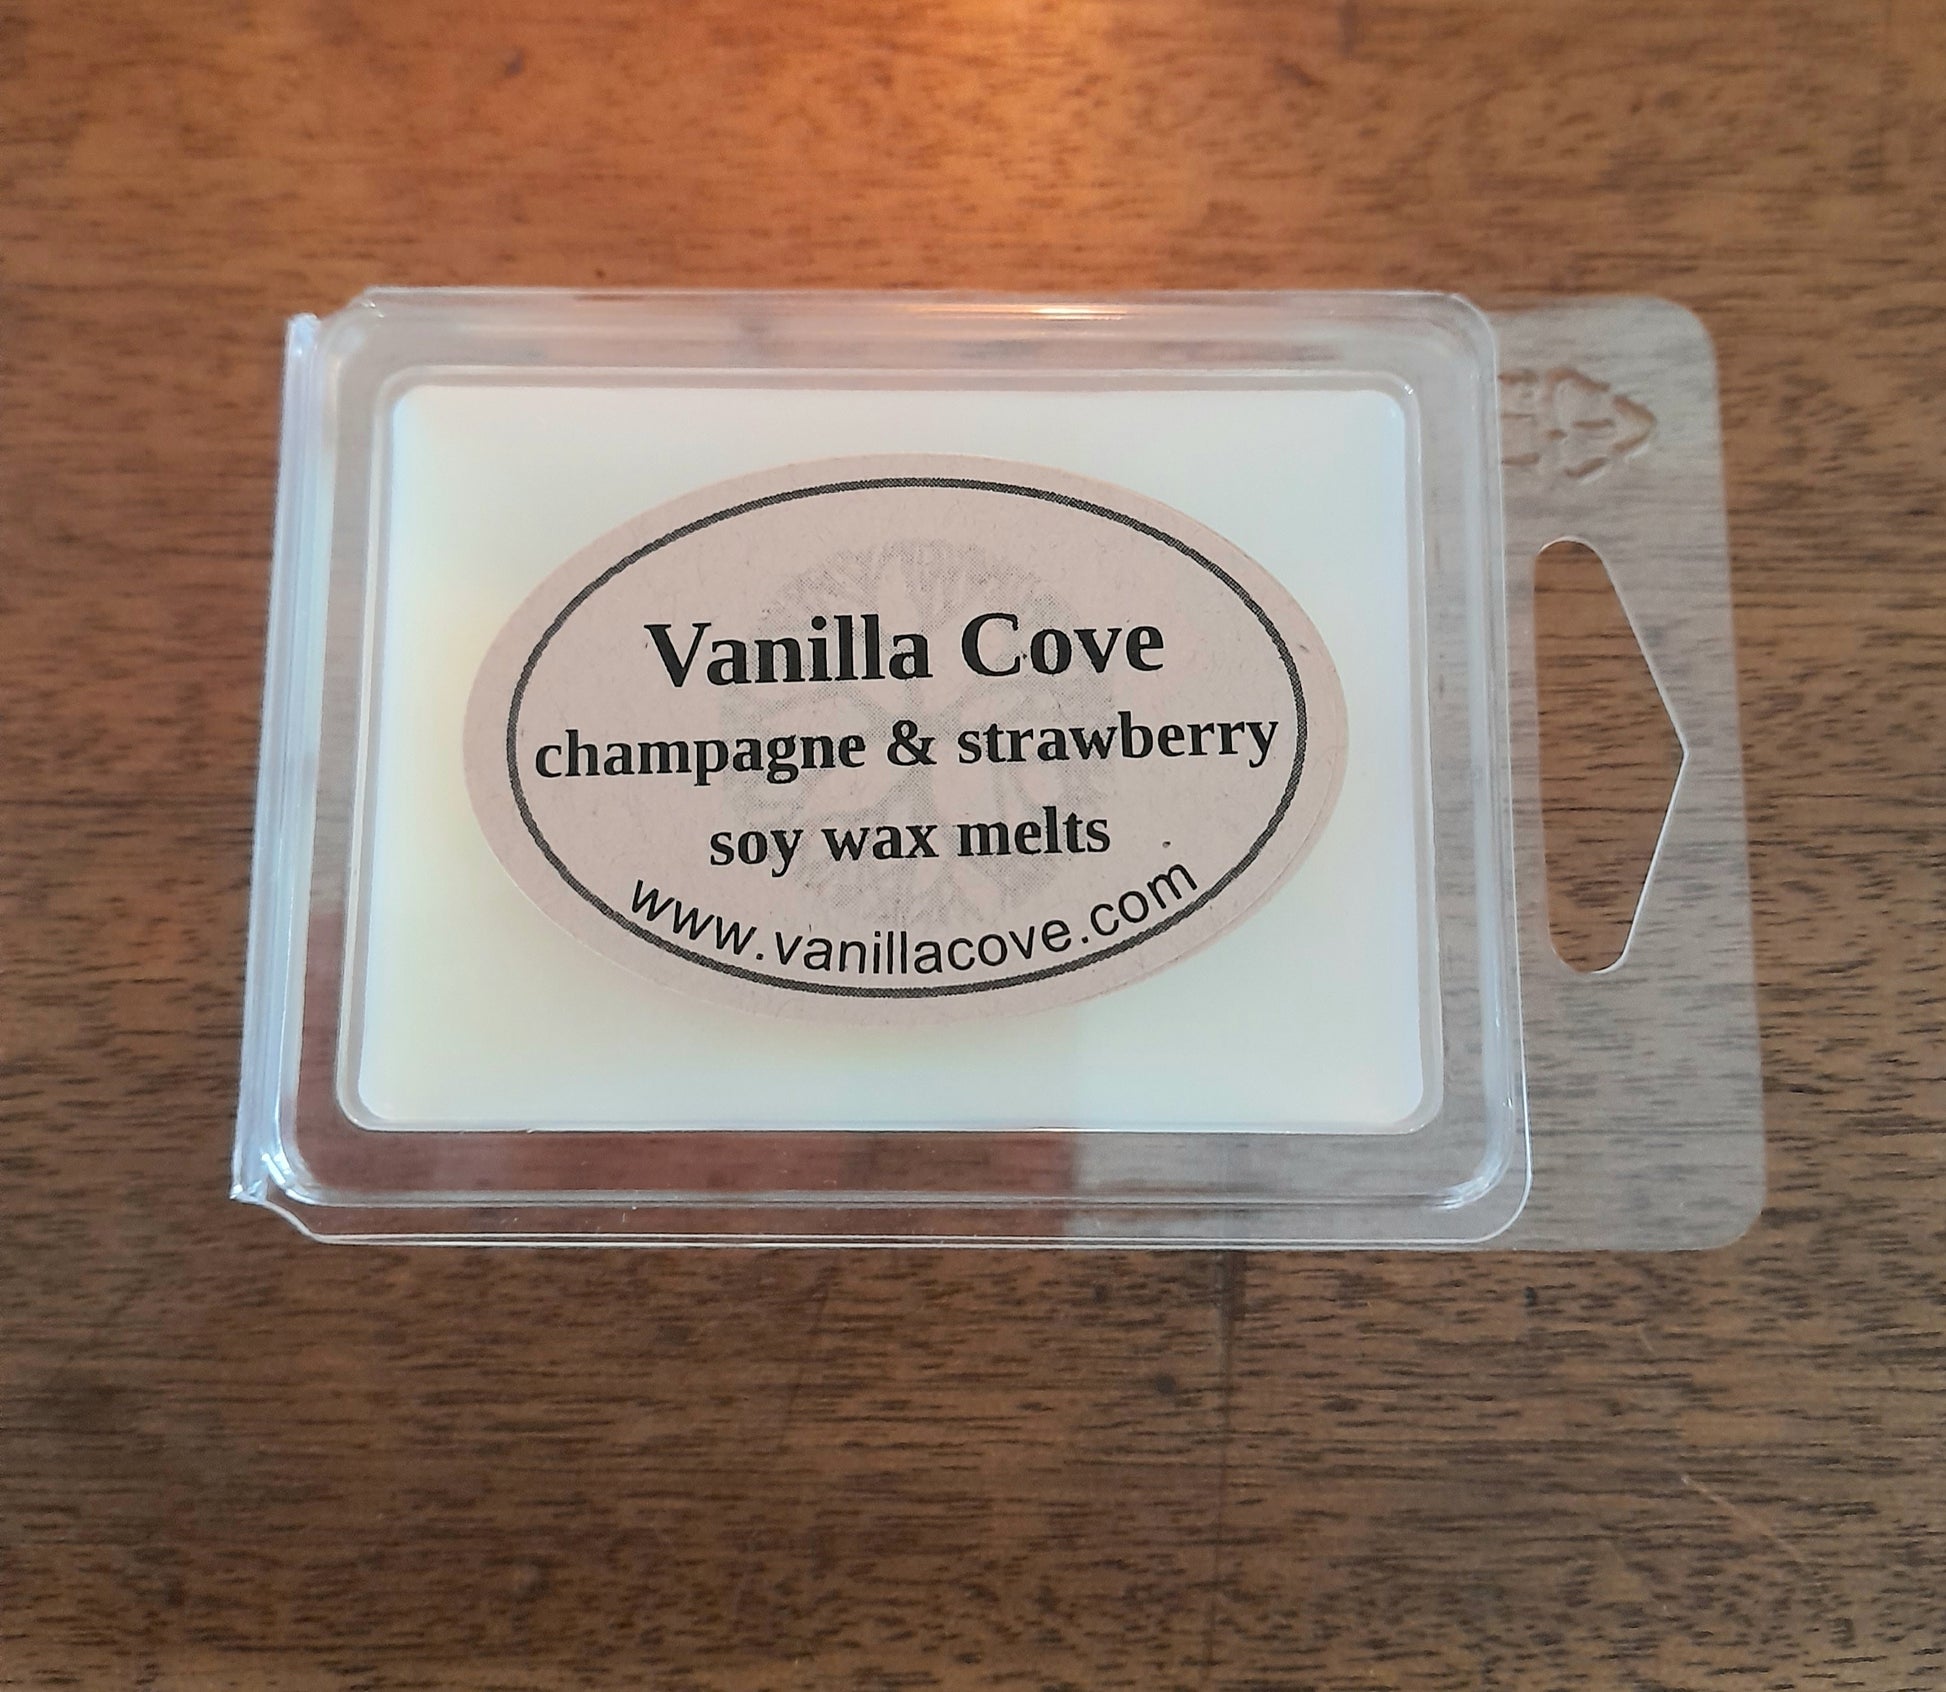 Vanilla Cove
champagne & strawberry
soy wax melts
www.vanillacove.com